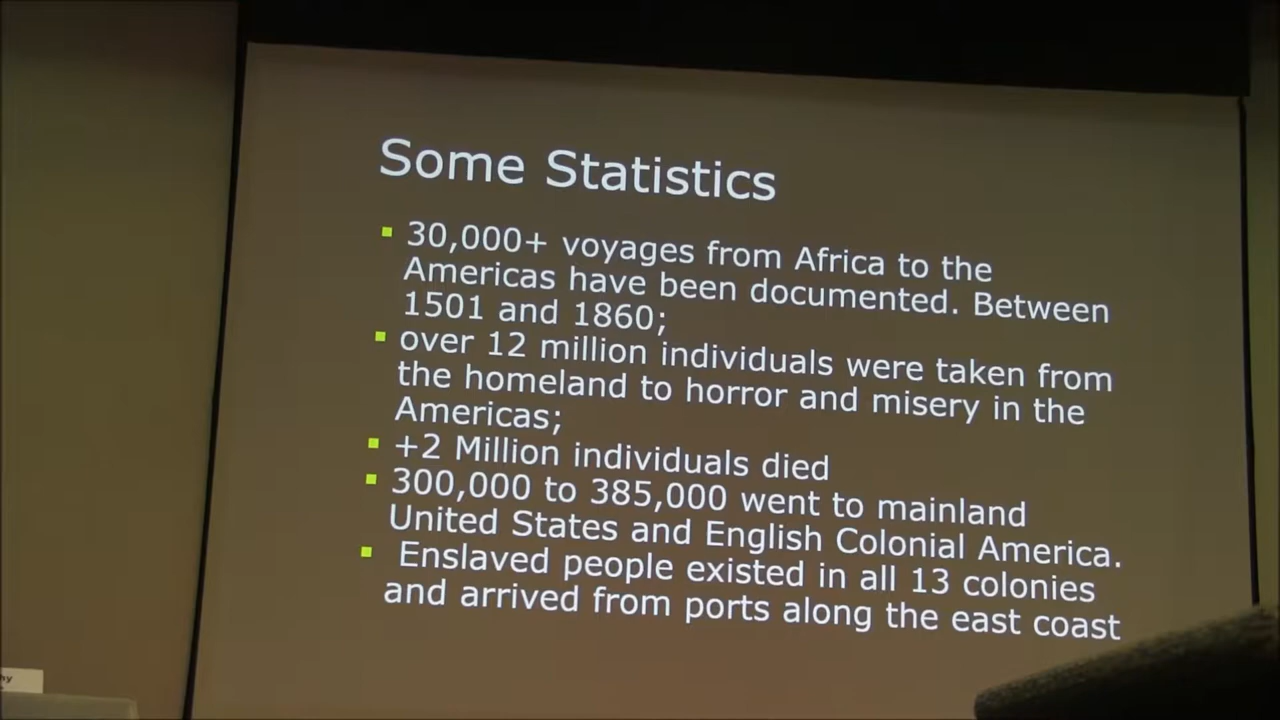 Some Statistics
30,000+ voyages from Africa to the
Americas have been documented. Between
1501 and 1860;
over 12 million individuals were taken from
the homeland to horror and misery in the
Americas;
+2 Million individuals died
300,000 to 385,000 went to mainland
United States and English Colonial America.
Enslaved people existed in all 13 colonies
and arrived from ports along the east coast